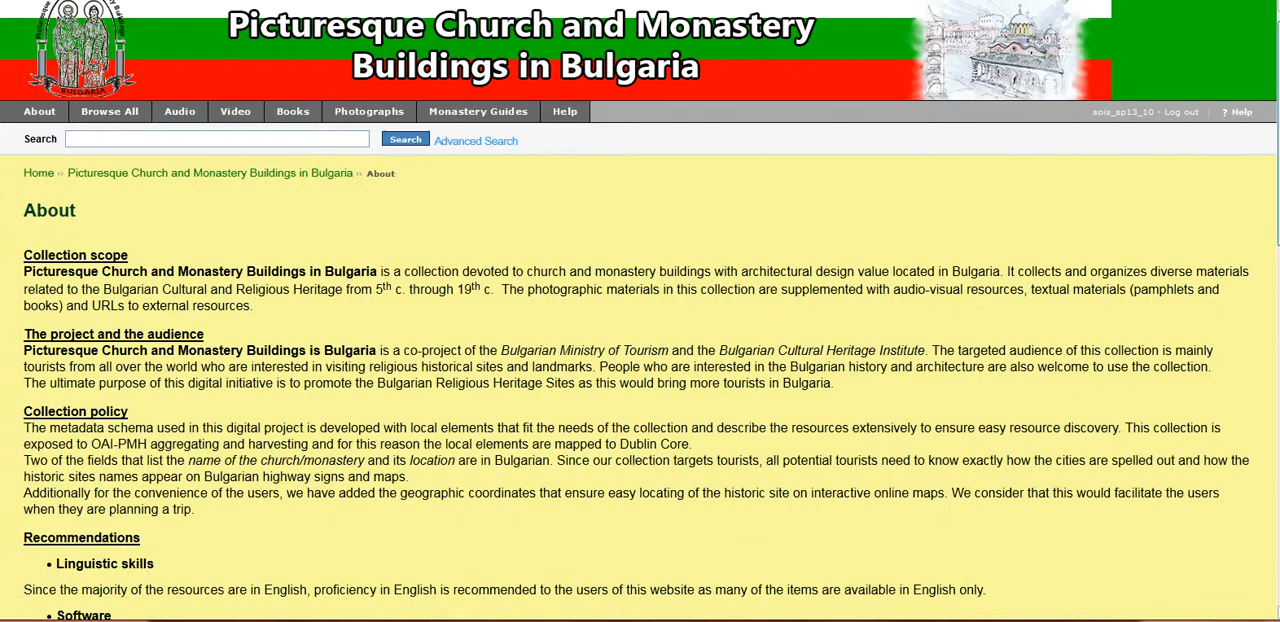 Picturesque Church and Monastery
Buildings in Bulgaria
BULGARIA
About Browse All Audio Video Books Photographs Monastery Guides Help sois_sp13_10 - Log out | ? Help
Search Search Advanced Search
Home ›› Picturesque Church and Monastery Buildings in Bulgaria ›› About
About
Collection scope
Picturesque Church and Monastery Buildings in Bulgaria is a collection devoted to church and monastery buildings with architectural design value located in Bulgaria. It collects and organizes diverse materials
related to the Bulgarian Cultural and Religious Heritage from 5th c. through 19th c. The photographic materials in this collection are supplemented with audio-visual resources, textual materials (pamphlets and
books) and URLs to external resources.
The project and the audience
Picturesque Church and Monastery Buildings is Bulgaria is a co-project of the Bulgarian Ministry of Tourism and the Bulgarian Cultural Heritage Institute. The targeted audience of this collection is mainly
tourists from all over the world who are interested in visiting religious historical sites and landmarks. People who are interested in the Bulgarian history and architecture are also welcome to use the collection.
The ultimate purpose of this digital initiative is to promote the Bulgarian Religious Heritage Sites as this would bring more tourists in Bulgaria.
Collection policy
The metadata schema used in this digital project is developed with local elements that fit the needs of the collection and describe the resources extensively to ensure easy resource discovery. This collection is
exposed to OAI-PMH aggregating and harvesting and for this reason the local elements are mapped to Dublin Core.
Two of the fields that list the name of the church/monastery and its location are in Bulgarian. Since our collection targets tourists, all potential tourists need to know exactly how the cities are spelled out and how the
historic sites names appear on Bulgarian highway signs and maps.
Additionally for the convenience of the users, we have added the geographic coordinates that ensure easy locating of the historic site on interactive online maps. We consider that this would facilitate the users
when they are planning a trip.
Recommendations
• Linguistic skills
Since the majority of the resources are in English, proficiency in English is recommended to the users of this website as many of the items are available in English only.
• Software